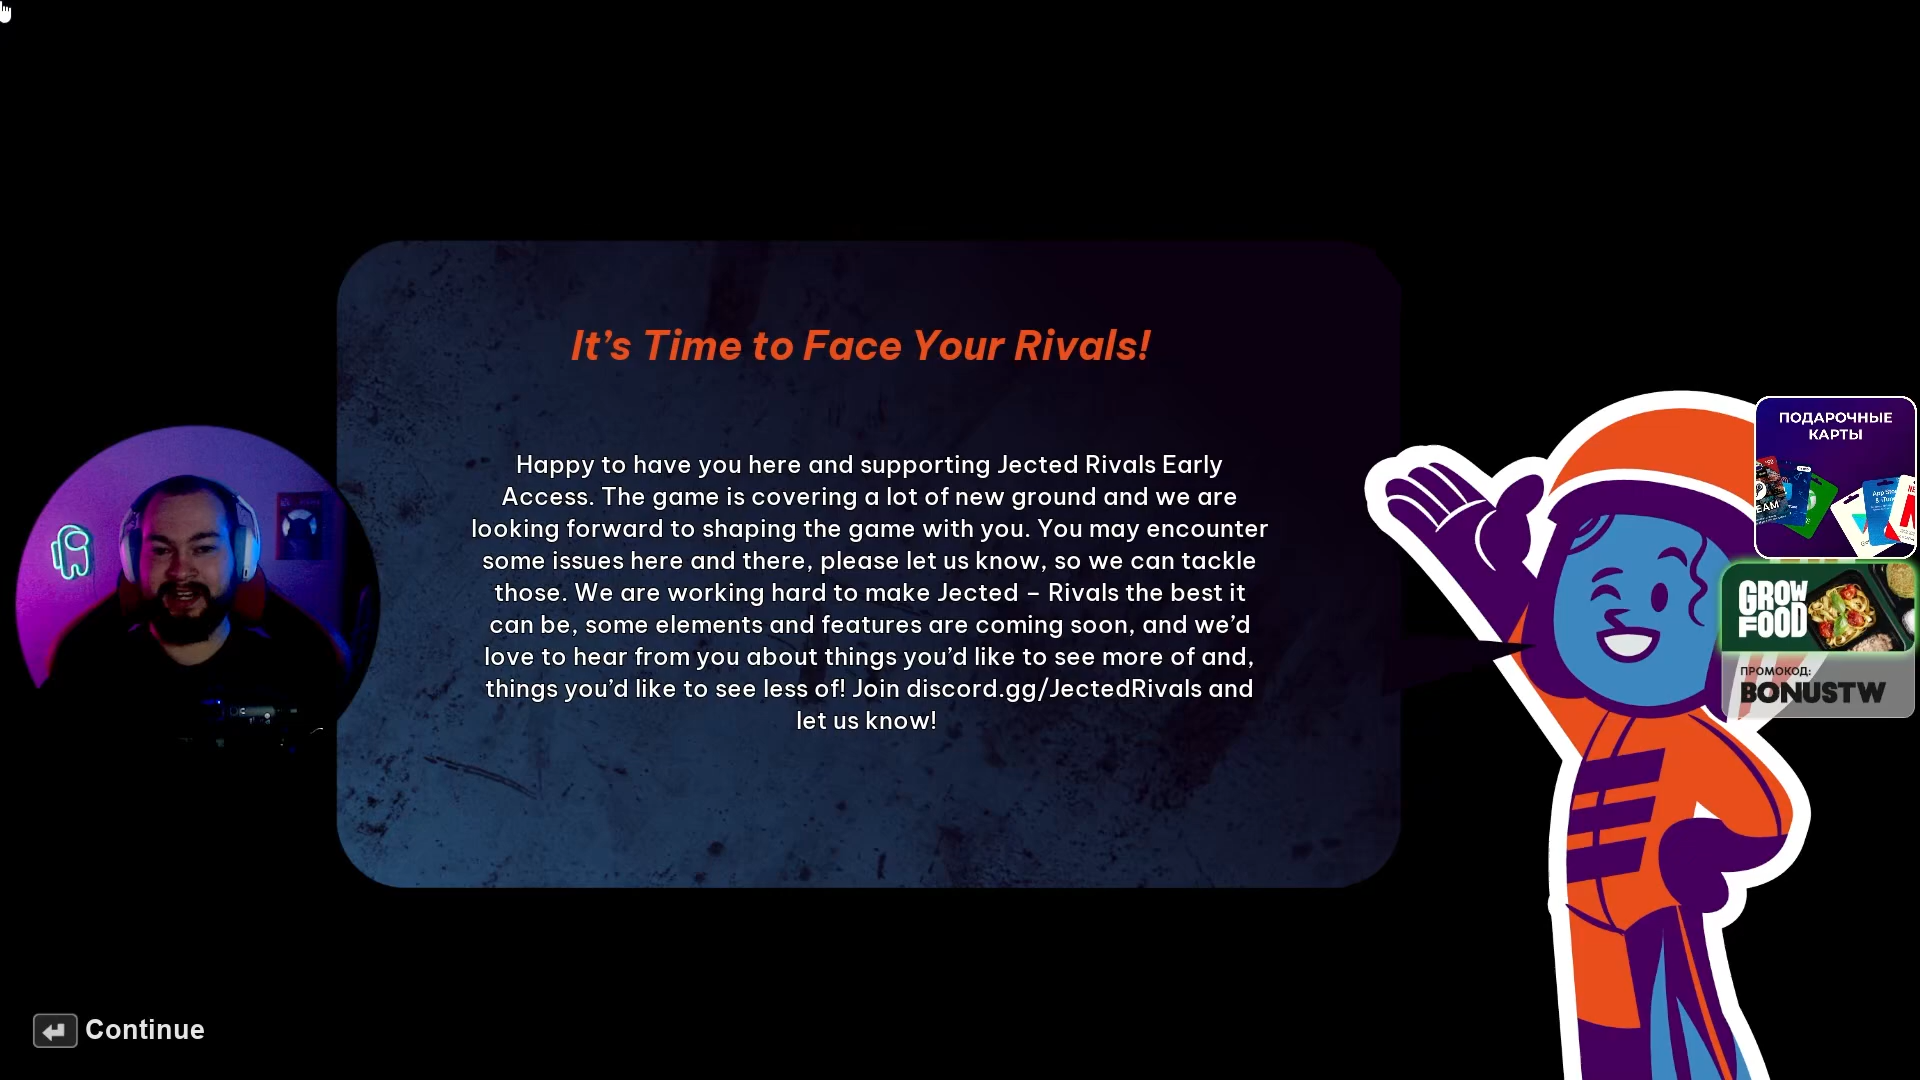 It’s Time to Face Your Rivals!
Happy to have you here and supporting Jected Rivals Early
Access. The game is covering a lot of new ground and we are
looking forward to shaping the game with you. You may encounter
some issues here and there, please let us know, so we can tackle
those. We are working hard to make Jected – Rivals the best it
can be, some elements and features are coming soon, and we’d
love to hear from you about things you’d like to see more of and,
things you’d like to see less of! Join discord.gg/JectedRivals and
let us know!
ПОДАРОЧНЫЕ
КАРТЫ
GROW
FOOD
ПРОМОКОД:
BONUSTW
Continue